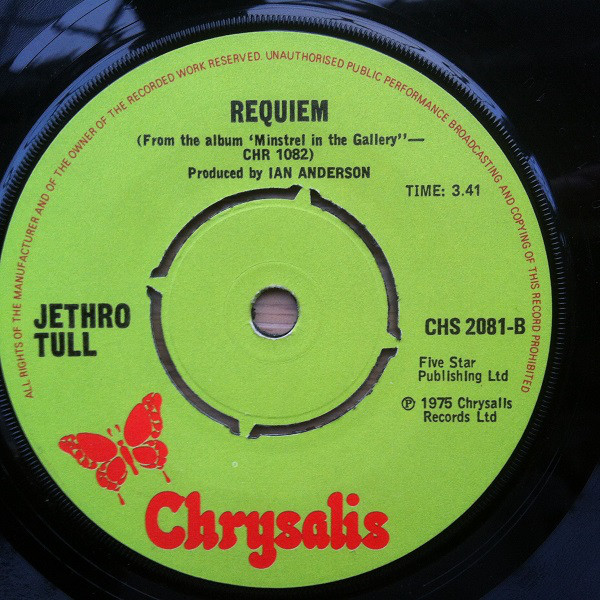 ALL RIGHTS OF THE MANUFACTURER AND OF THE OWNER OF THE RECORDED WORK RESERVED. UNAUTHORISED PUBLIC PERFORMANCE BROADCASTING AND COPYING OF THIS RECORD PROHIBITED
REQUIEM
(From the album 'Minstrel in the Gallery"—
CHR 1082)
Produced by IAN ANDERSON
TIME: 3.41
JETHRO
TULL
CHS 2081-B
Five Star
Publishing Ltd
℗ 1975 Chrysalis
Records Ltd
Chrysalis